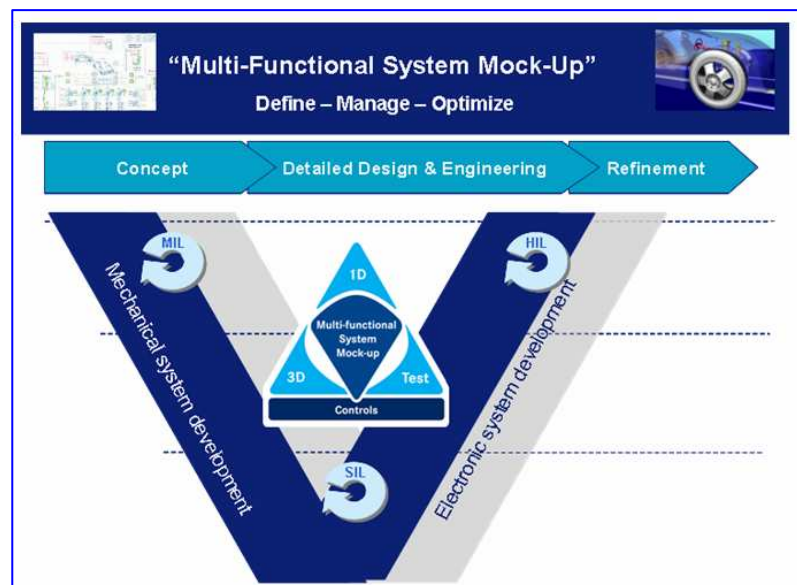 “Multi-Functional System Mock-Up”
Define – Manage – Optimize
Concept
Detailed Design & Engineering
Refinement
MIL
HIL
1D
Multi-functional
System
Mock-up
3D
Test
Controls
SIL
Mechanical system development
Electronic system development